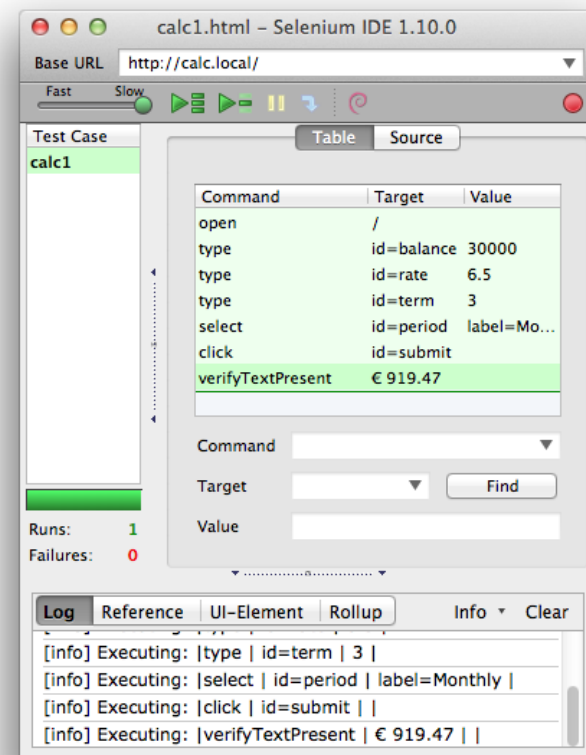 calc1.html – Selenium IDE 1.10.0
Base URL http://calc.local/
Fast Slow
Test Case
calc1
Table Source
Command Target Value
open /
type id=balance 30000
type id=rate 6.5
type id=term 3
select id=period label=Mo...
click id=submit
verifyTextPresent € 919.47
Command
Target Find
Value
Runs: 1
Failures: 0
Log Reference UI-Element Rollup Info Clear
[info] Executing: |select | id=period | label=Monthly |
[info] Executing: |type | id=term | 3 |
[info] Executing: |click | id=submit | |
[info] Executing: |verifyTextPresent | € 919.47 | |